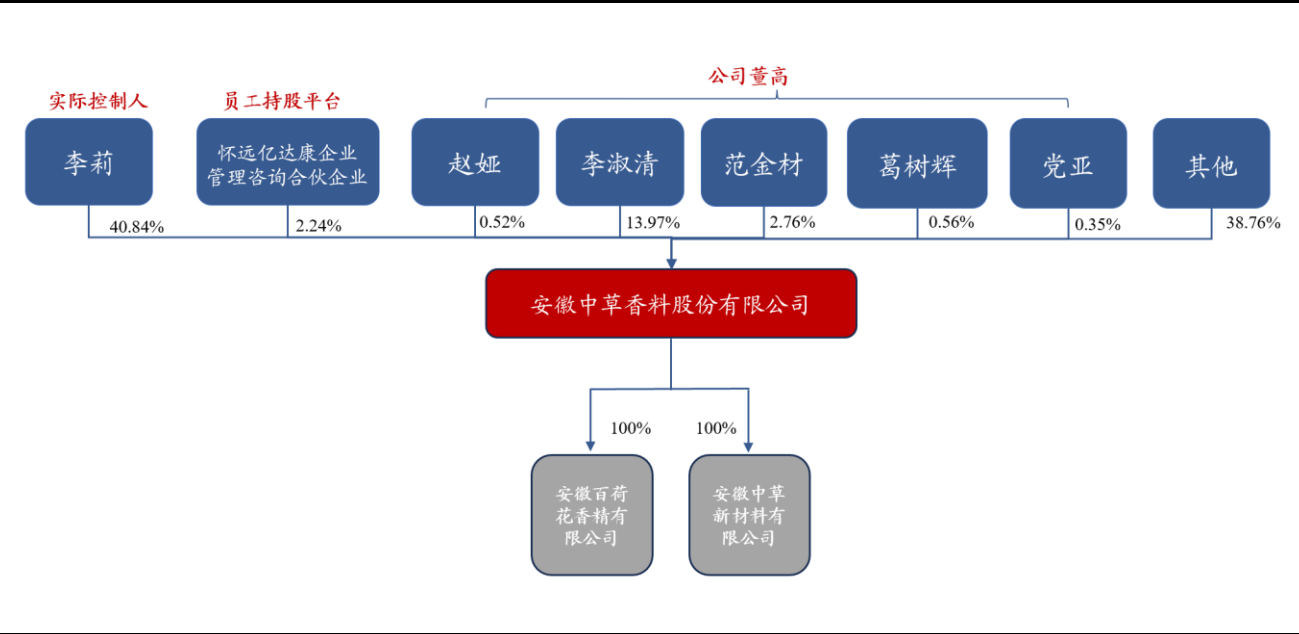 公司董高
实际控制人
员工持股平台
李莉
怀远亿达康企业
管理咨询合伙企业
赵娅
李淑清
范金材
葛树辉
党亚
其他
40.84%
2.24%
0.52%
13.97%
2.76%
0.56%
0.35%
38.76%
安徽中草香料股份有限公司
100%
100%
安徽百荷
花香精有
限公司
安徽中草
新材料有
限公司